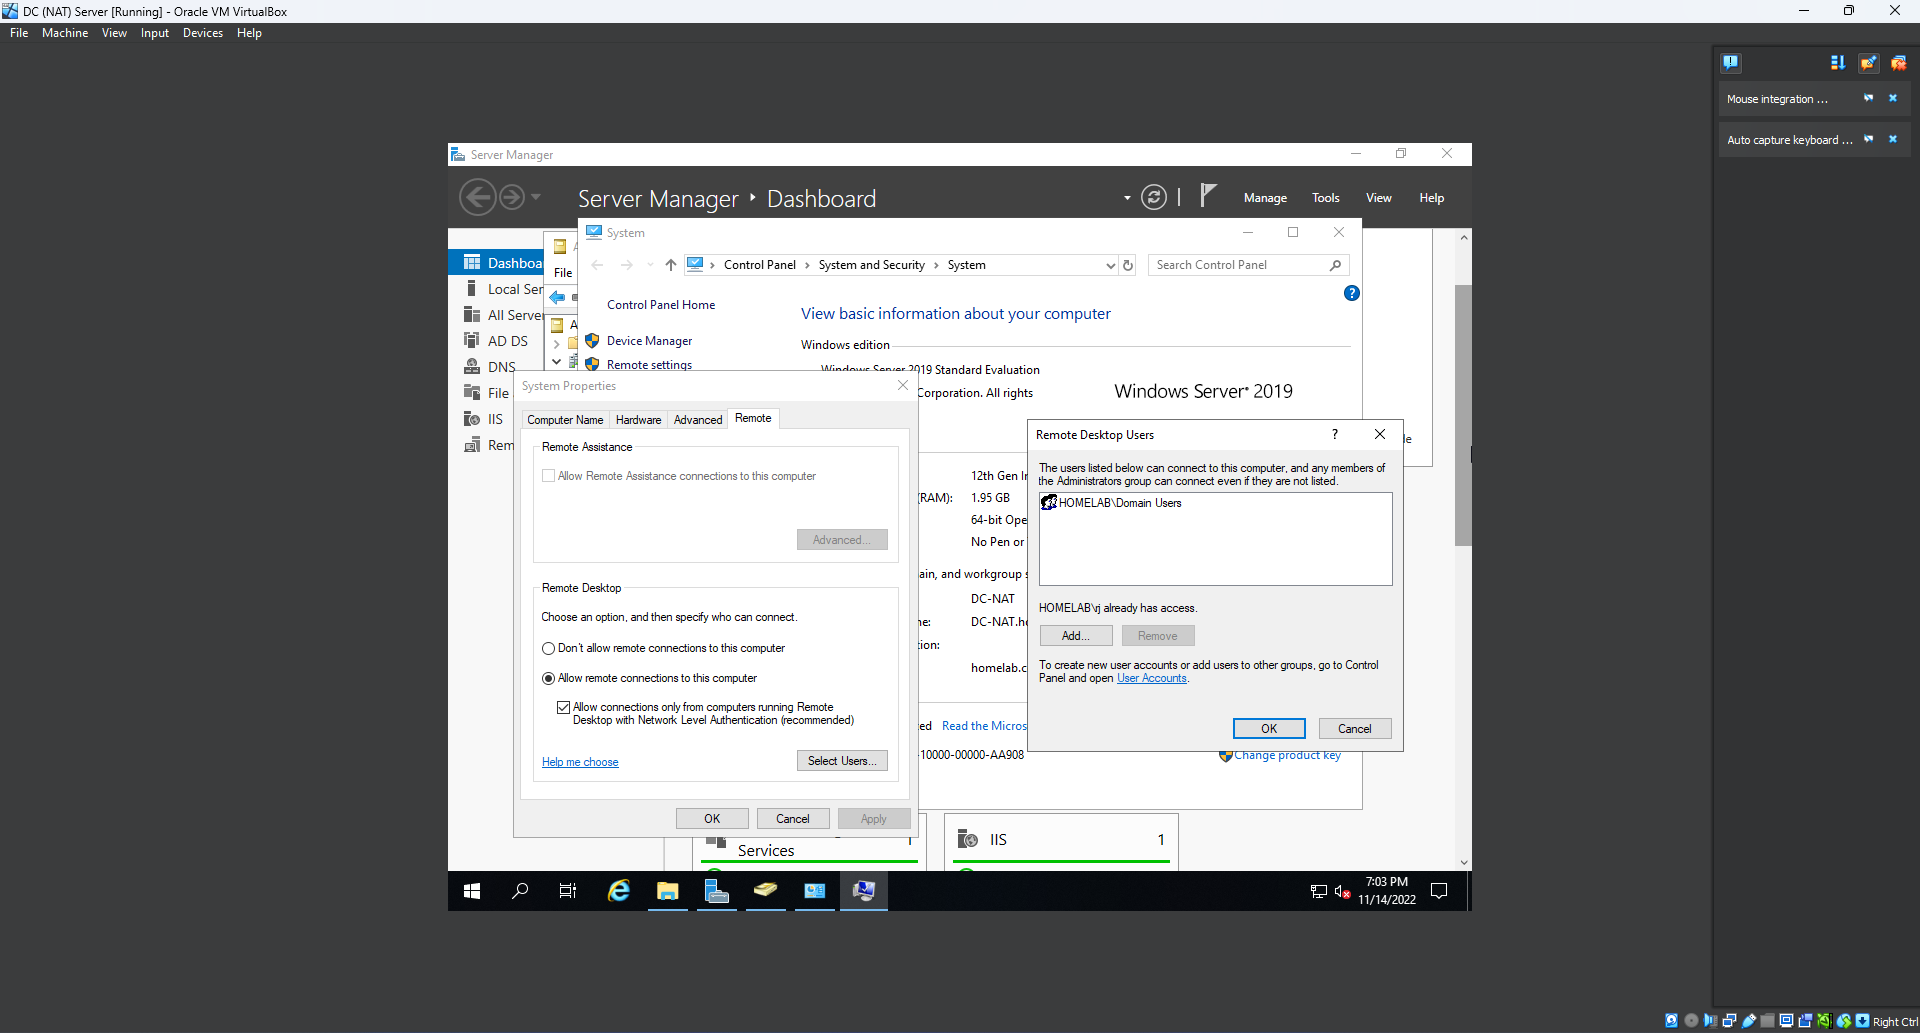 DC (NAT) Server [Running] - Oracle VM VirtualBox
File Machine View Input Devices Help
Mouse integration ...
Auto capture keyboard ...
Server Manager
Server Manager Dashboard
Manage Tools View Help
Dashboa
Local Ser
All Server
AD DS
DNS
File
IIS
Rem
File
A
System
Control Panel > System and Security > System
Search Control Panel
Control Panel Home
Device Manager
Remote settings
View basic information about your computer
Windows edition
Windows Server 2019 Standard Evaluation
Corporation. All rights
Windows Server 2019
12th Gen
(RAM): 1.95 GB
64-bit Ope
No Pen or
ain, and workgroup s
DC-NAT
DC-NAT.h
ion:
homelab.c
ed Read the Micros
-10000-00000-AA908
Change product key
System Properties
Computer Name Hardware Advanced Remote
Remote Assistance
Allow Remote Assistance connections to this computer
Advanced...
Remote Desktop
Choose an option, and then specify who can connect.
Don't allow remote connections to this computer
Allow remote connections to this computer
Allow connections only from computers running Remote
Desktop with Network Level Authentication (recommended)
Help me choose
Select Users...
OK Cancel Apply
Remote Desktop Users
?
The users listed below can connect to this computer, and any members of
the Administrators group can connect even if they are not listed.
HOMELAB\Domain Users
HOMELAB\rj already has access.
Add... Remove
To create new user accounts or add users to other groups, go to Control
Panel and open User Accounts.
OK Cancel
Services 1
IIS 1
7:03 PM
11/14/2022
Right Ctrl